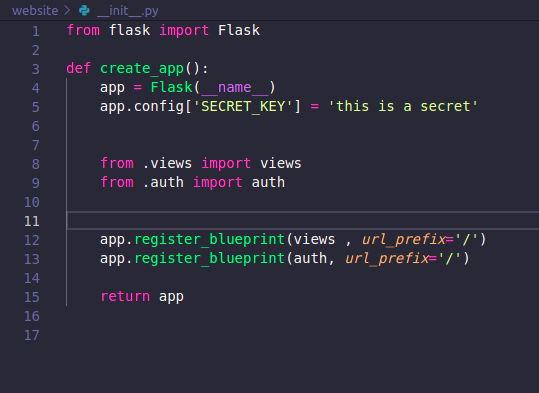 website > __init__.py
1 from flask import Flask
2
3 def create_app():
4     app = Flask(__name__)
5     app.config['SECRET_KEY'] = 'this is a secret'
6
7
8     from .views import views
9     from .auth import auth
10
11
12     app.register_blueprint(views , url_prefix='/')
13     app.register_blueprint(auth, url_prefix='/')
14
15     return app
16
17